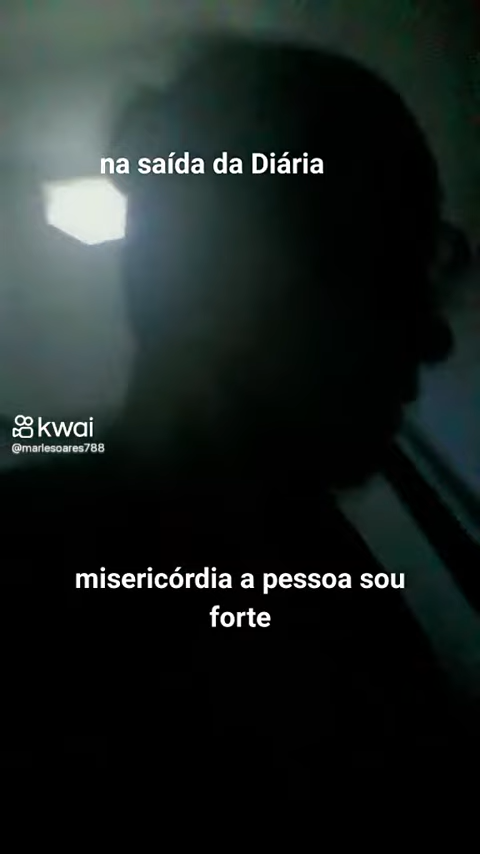 na saída da Diária
kwai
@marlesoares788
misericórdia a pessoa sou
forte